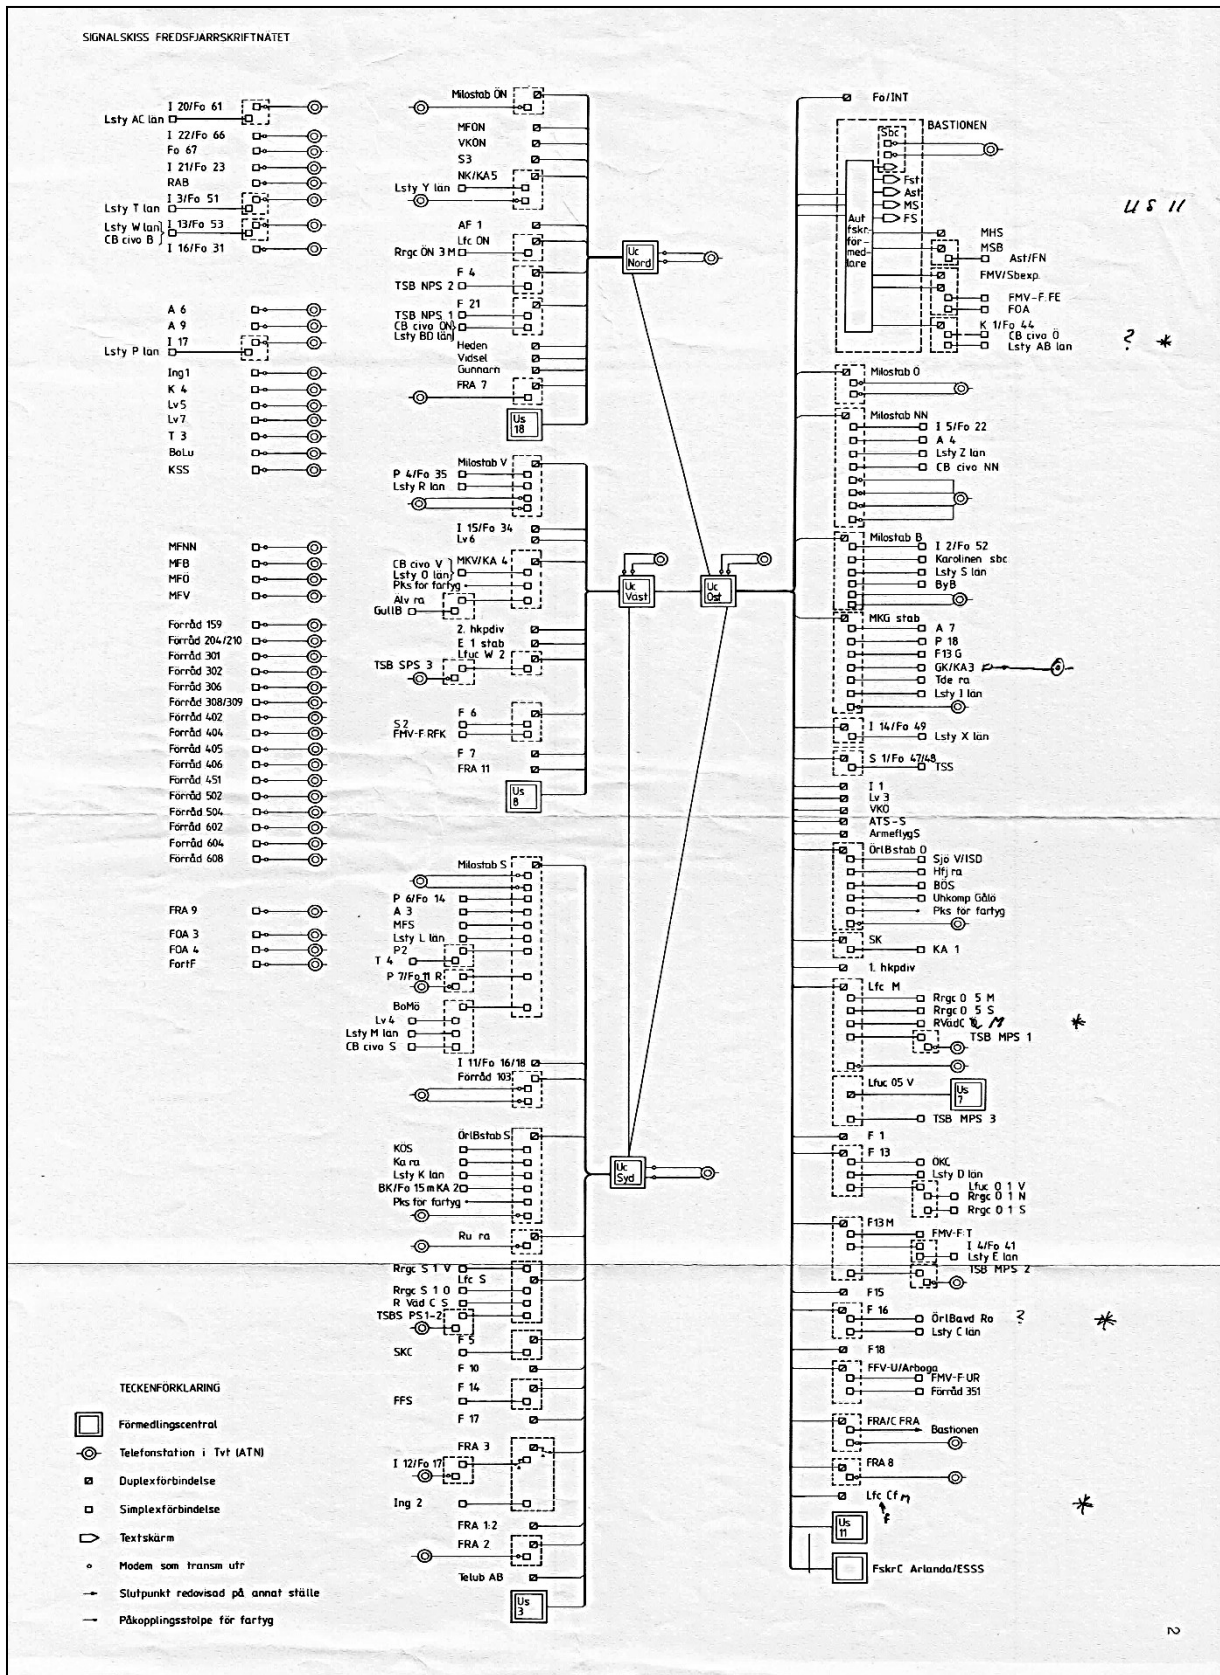 SIGNALSKISS FREDSFJÄRRSKRIFTNÄTET
I 20/Fo 61
Lsty AC län
I 22/Fo 66
Fo 67
I 21/Fo 23
RAB
I 3/Fo 51
Lsty T län
I 13/Fo 53
Lsty W län
CB civo B
I 16/Fo 31
A 6
A 9
I 17
Lsty P län
Ing1
K 4
Lv5
Lv7
T 3
BoLu
KSS
MFNN
MFB
MFÖ
MFV
Förråd 159
Förråd 204/210
Förråd 301
Förråd 302
Förråd 306
Förråd 308/309
Förråd 402
Förråd 404
Förråd 405
Förråd 406
Förråd 451
Förråd 502
Förråd 504
Förråd 602
Förråd 604
Förråd 608
FRA 9
FOA 3
FOA 4
FortF
TECKENFÖRKLARING
Förmedlingscentral
Telefonstation i Tvt (ATN)
Duplexförbindelse
Simplexförbindelse
Textskärm
Modem som transm utr
Slutpunkt redovisad på annat ställe
Påkopplingsstolpe för fartyg
Milostab ÖN
MFÖN
VKÖN
S3
NK/KA5
Lsty Y län
AF 1
Lfc ÖN
Rrgc ÖN 3 M
F 4
TSB NPS 2
F 21
TSB NPS 1
CB civo ÖN
Lsty BD län
Heden
Vidsel
Gunnarn
FRA 7
Us
18
Uc
Nord
Milostab V
P 4/Fo 35
Lsty R län
I 15/Fo 34
Lv6
MKV/KA 4
CB civo V
Lsty O län
Pks för fartyg
Älv ra
GullB
2. hkpdiv
E 1 stab
Lfuc W 2
TSB SPS 3
F 6
S2
FMV-F:RFK
F 7
FRA 11
Us
8
Uc
Väst
Uc
Öst
Milostab S
P 6/Fo 14
A 3
MFS
Lsty L län
P2
T 4
P 7/Fo 11 R
BoMö
Lv 4
Lsty M län
CB civo S
I 11/Fo 16/18
Förråd 103
ÖrlBstab S
KÖS
Ka ra
Lsty K län
BK/Fo 15 m KA 2
Pks för fartyg
Ru ra
Rrgc S 1 V
Lfc S
Rrgc S 1 O
R Väd C S
TSBS PS1-2
F 5
SKC
F 10
F 14
FFS
F 17
FRA 3
I 12/Fo 17
Ing 2
FRA 1:2
FRA 2
Telub AB
Us
3
Uc
Syd
Fö/INT
BASTIONEN
Sbc
Fst
Ast
MS
FS
Aut
fskr-
för-
med-
lare
MHS
MSB
Ast/FN
FMV/Sbexp.
FMV-F:FE
FOA
K 1/Fo 44
CB civo Ö
Lsty AB län
US 11
? *
Milostab Ö
Milostab NN
I 5/Fo 22
A 4
Lsty Z län
CB civo NN
Milostab B
I 2/Fo 52
Karolinen sbc
Lsty S län
ByB
MKG stab
A 7
P 18
F13 G
GK/KA3
Tde ra
Lsty I län
I 14/Fo 49
Lsty X län
S 1/Fo 47/48
TSS
I 1
Lv 3
VKÖ
ATS-S
ArméflygS
ÖrlBstab O
Sjö V/ISD
Hfj ra
BÖS
Uhkomp Gålö
Pks för fartyg
SK
KA 1
1. hkpdiv
Lfc M
Rrgc O 5 M
Rrgc O 5 S
RVädC M *
TSB MPS 1
Lfuc O5 V
Us
7
TSB MPS 3
F 1
F 13
ÖKC
Lsty D län
Lfuc O 1 V
Rrgc O 1 N
Rrgc O 1 S
F13 M
FMV-F:T
I 4/Fo 41
Lsty E län
TSB MPS 2
F15
F 16
ÖrlBavd Ro ? *
Lsty C län
F18
FFV-U/Arboga
FMV-F:UR
Förråd 351
FRA/C FRA
Bastionen
FRA 8
Lfc Cf M *
F
Us
11
FskrC Arlanda/ESSS
2